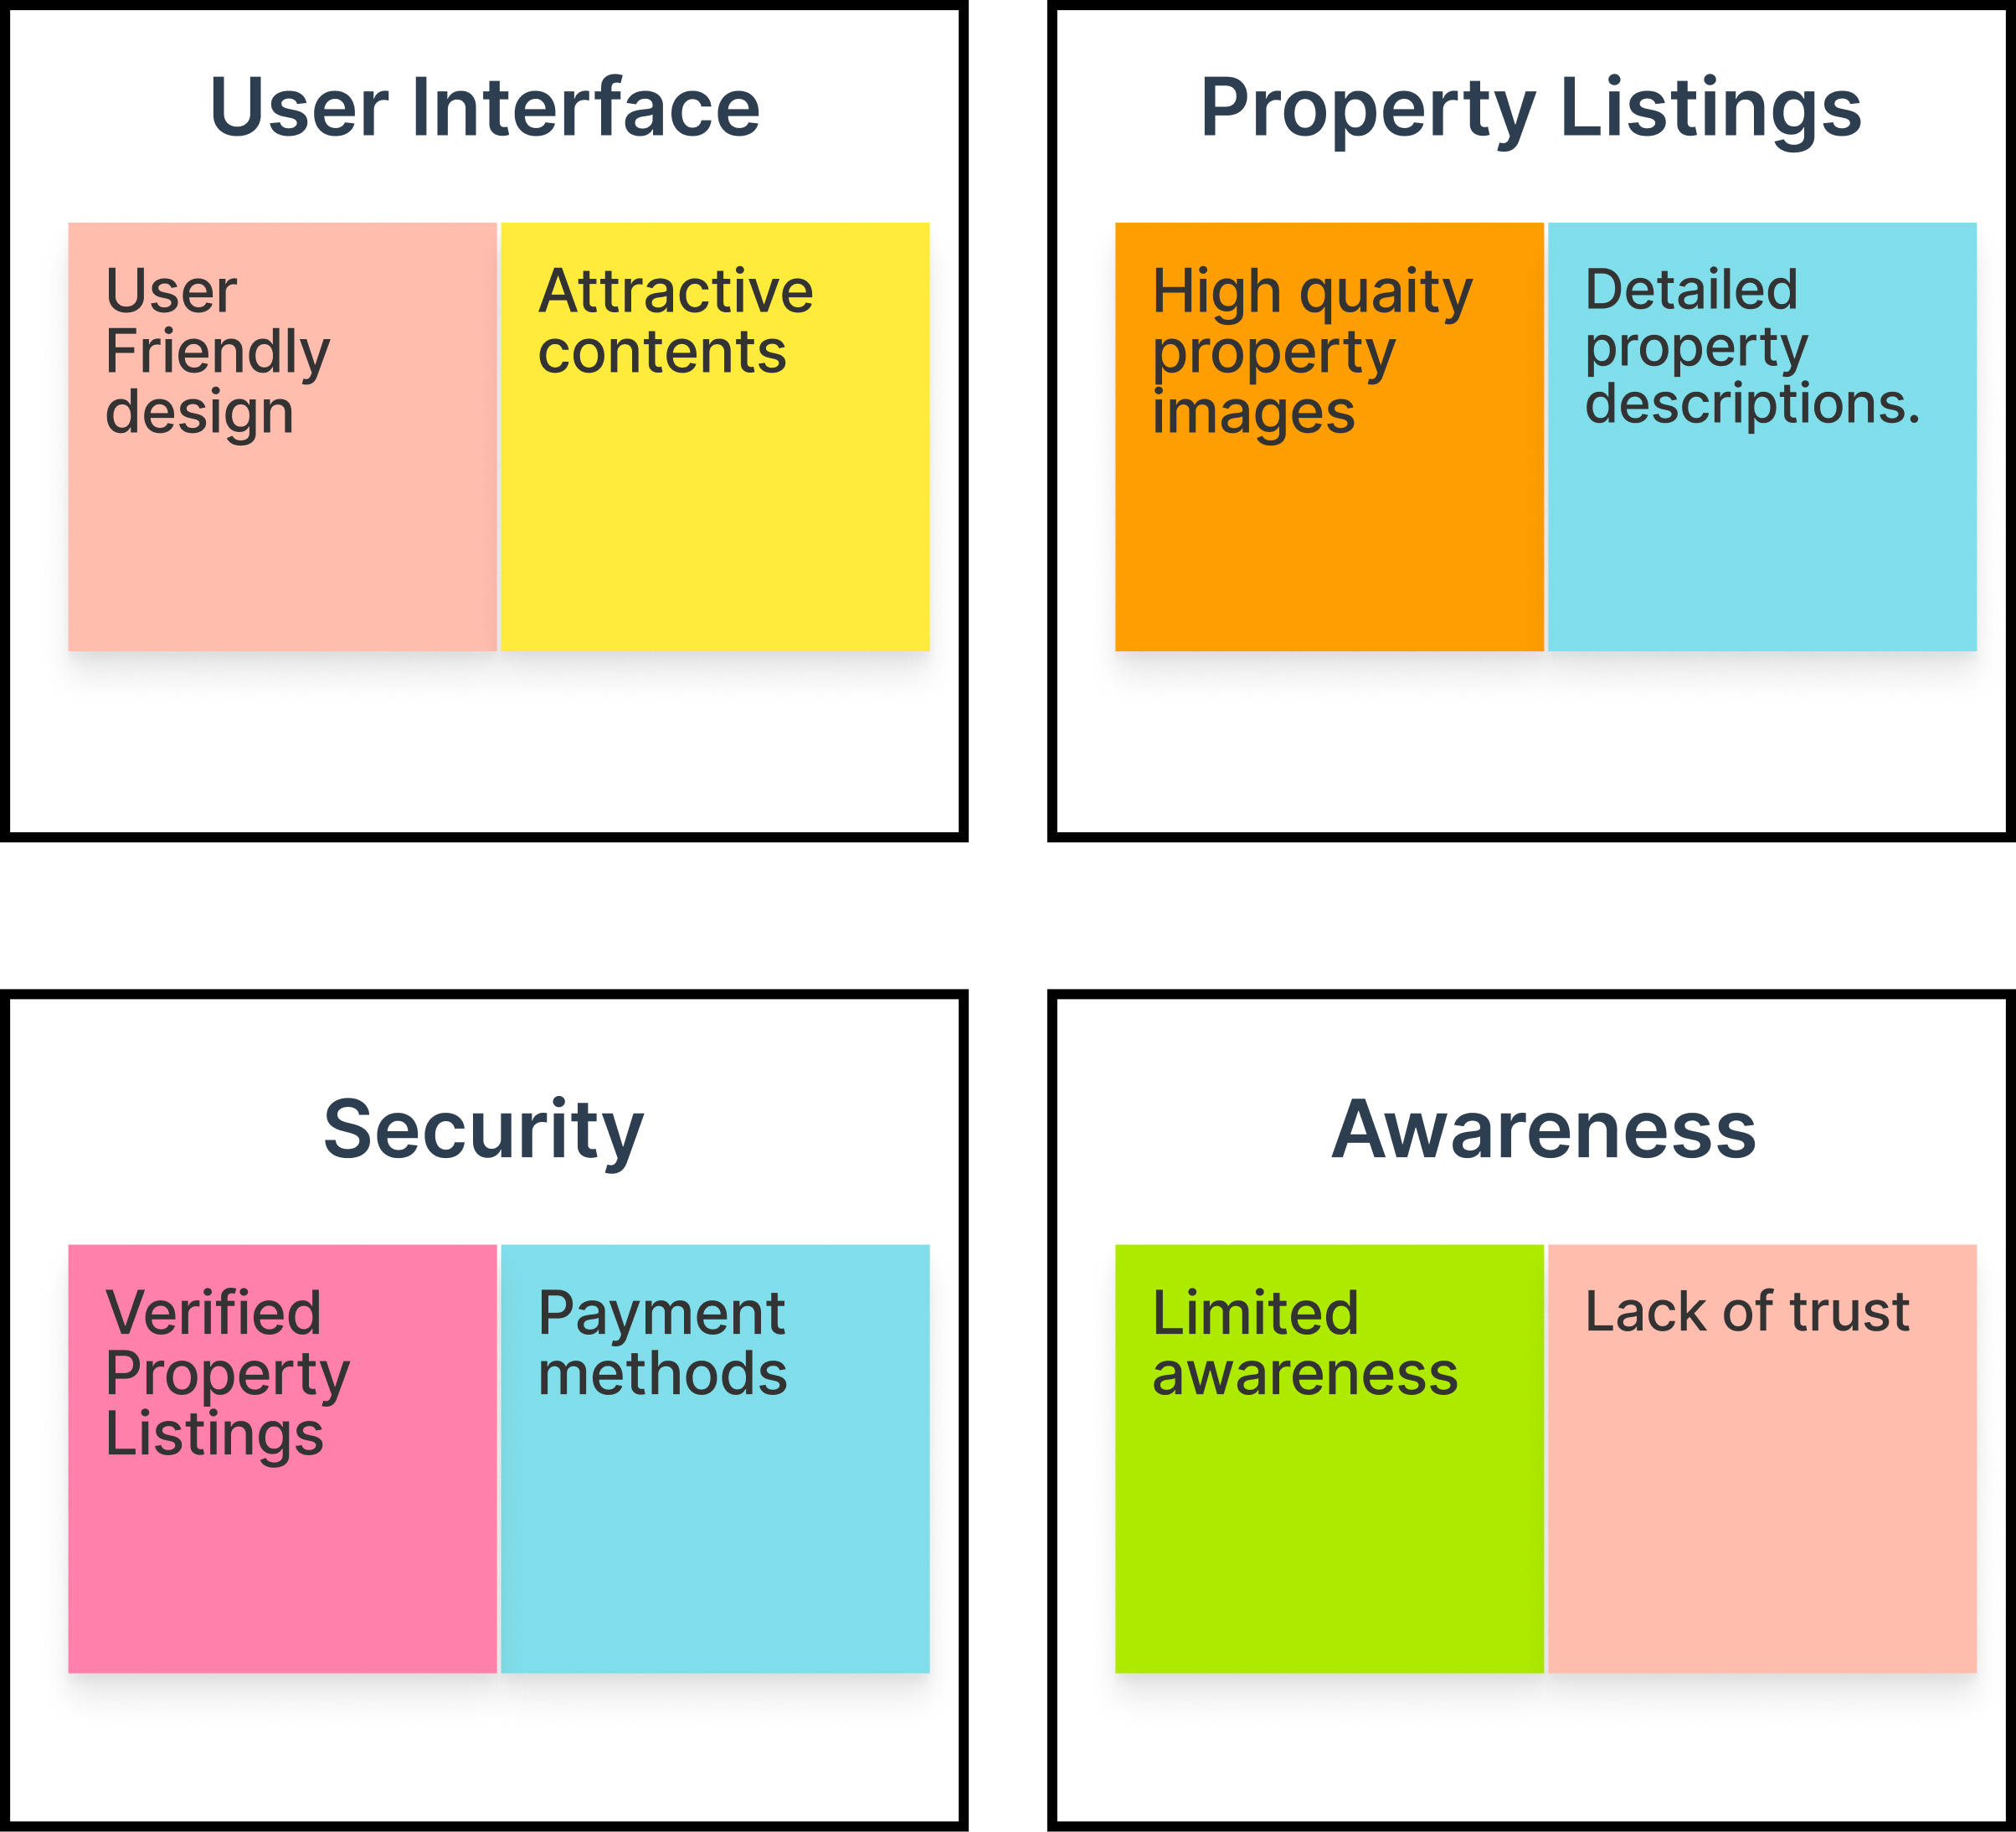 User Interface
User
Friendly
design
Attractive
contents
Property Listings
High quaity
property
images
Detailed
property
descriptions.
Security
Verified
Property
Listings
Payment
methods
Awareness
Limited
awareness
Lack of trust